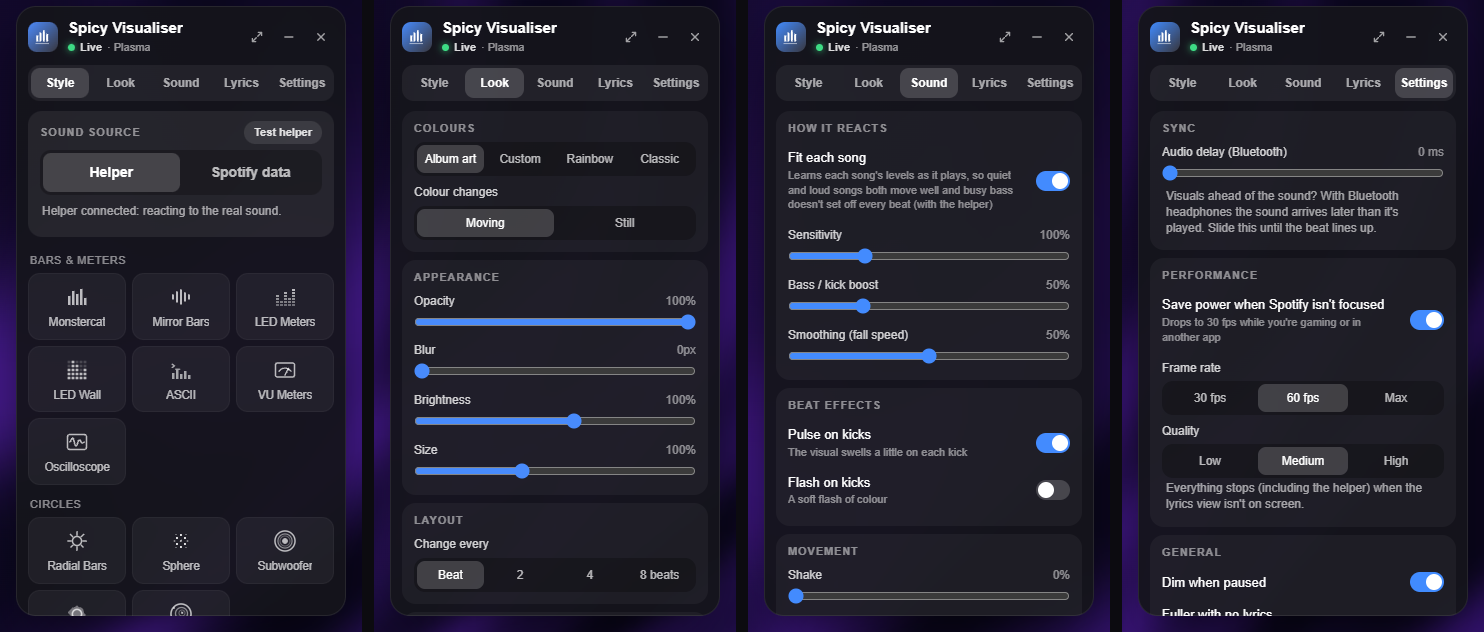 Spicy Visualiser
Live · Plasma
Style Look Sound Lyrics Settings
SOUND SOURCE
Test helper
Helper Spotify data
Helper connected: reacting to the real sound.
BARS & METERS
Monstercat Mirror Bars LED Meters
LED Wall ASCII VU Meters
Oscilloscope
CIRCLES
Radial Bars Sphere Subwoofer
Spicy Visualiser
Live · Plasma
Style Look Sound Lyrics Settings
COLOURS
Album art Custom Rainbow Classic
Colour changes
Moving Still
APPEARANCE
Opacity 100%
Blur 0px
Brightness 100%
Size 100%
LAYOUT
Change every
Beat 2 4 8 beats
Spicy Visualiser
Live · Plasma
Style Look Sound Lyrics Settings
HOW IT REACTS
Fit each song
Learns each song's levels as it plays, so quiet
and loud songs both move well and busy bass
doesn't set off every beat (with the helper)
Sensitivity 100%
Bass / kick boost 50%
Smoothing (fall speed) 50%
BEAT EFFECTS
Pulse on kicks
The visual swells a little on each kick
Flash on kicks
A soft flash of colour
MOVEMENT
Shake 0%
Spicy Visualiser
Live · Plasma
Style Look Sound Lyrics Settings
SYNC
Audio delay (Bluetooth) 0 ms
Visuals ahead of the sound? With Bluetooth
headphones the sound arrives later than it's
played. Slide this until the beat lines up.
PERFORMANCE
Save power when Spotify isn't focused
Drops to 30 fps while you're gaming or in
another app
Frame rate
30 fps 60 fps Max
Quality
Low Medium High
Everything stops (including the helper) when the
lyrics view isn't on screen.
GENERAL
Dim when paused
Fuller with no lyrics